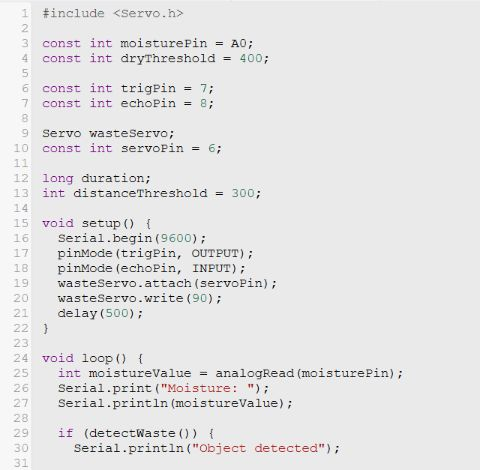 1 #include <Servo.h>
2
3 const int moisturePin = A0;
4 const int dryThreshold = 400;
5
6 const int trigPin = 7;
7 const int echoPin = 8;
8
9 Servo wasteServo;
10 const int servoPin = 6;
11
12 long duration;
13 int distanceThreshold = 300;
14
15 void setup() {
16   Serial.begin(9600);
17   pinMode(trigPin, OUTPUT);
18   pinMode(echoPin, INPUT);
19   wasteServo.attach(servoPin);
20   wasteServo.write(90);
21   delay(500);
22 }
23
24 void loop() {
25   int moistureValue = analogRead(moisturePin);
26   Serial.print("Moisture: ");
27   Serial.println(moistureValue);
28
29   if (detectWaste()) {
30     Serial.println("Object detected");